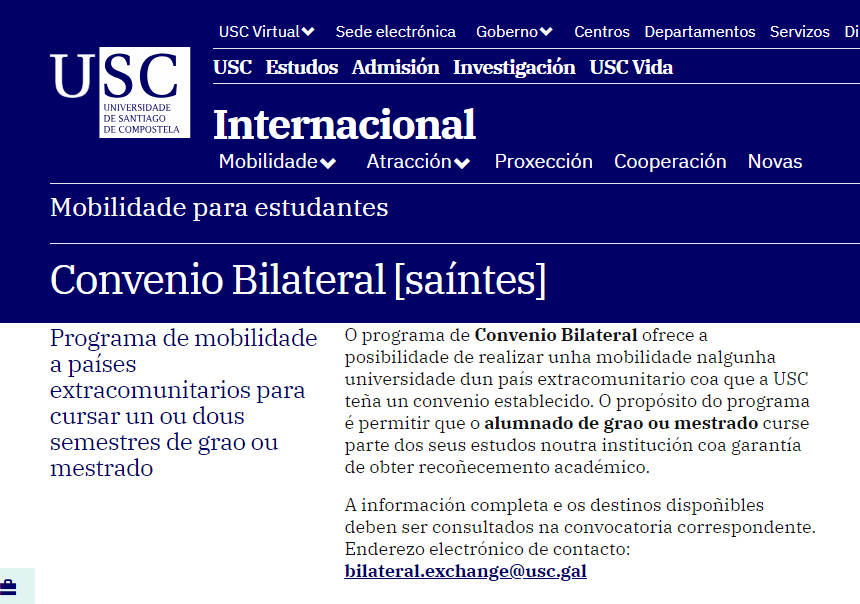 USC Virtual Sede electrónica Goberno Centros Departamentos Servizos
USC Estudos Admisión Investigación USC Vida
USC
UNIVERSIDADE
DE SANTIAGO
DE COMPOSTELA
Internacional
Mobilidade Atracción Proxección Cooperación Novas
Mobilidade para estudantes
Convenio Bilateral [saíntes]
Programa de mobilidade
a países
extracomunitarios para
cursar un ou dous
semestres de grao ou
mestrado
O programa de Convenio Bilateral ofrece a
posibilidade de realizar unha mobilidade nalgunha
universidade dun país extracomunitario coa que a USC
teña un convenio establecido. O propósito do programa
é permitir que o alumnado de grao ou mestrado curse
parte dos seus estudos noutra institución coa garantía
de obter recoñecemento académico.
A información completa e os destinos dispoñibles
deben ser consultados na convocatoria correspondente.
Enderezo electrónico de contacto:
bilateral.exchange@usc.gal